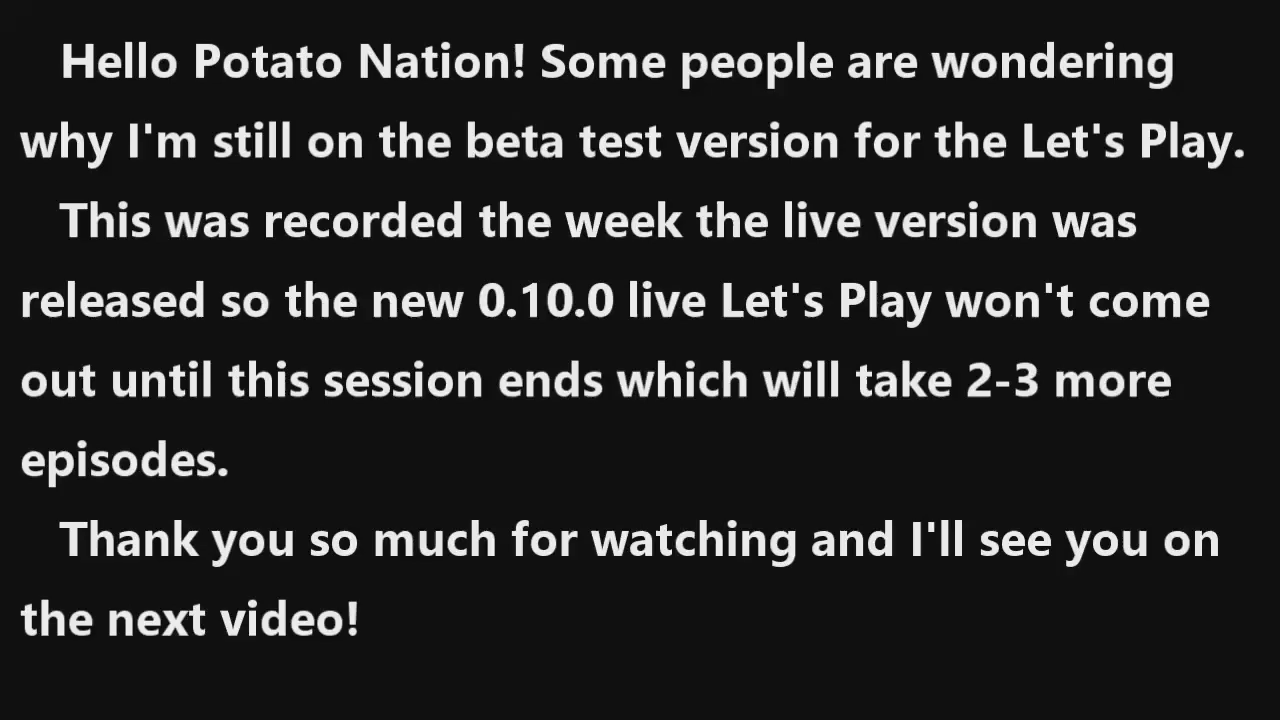 Hello Potato Nation! Some people are wondering
why I'm still on the beta test version for the Let's Play.
This was recorded the week the live version was
released so the new 0.10.0 live Let's Play won't come
out until this session ends which will take 2-3 more
episodes.
Thank you so much for watching and I'll see you on
the next video!